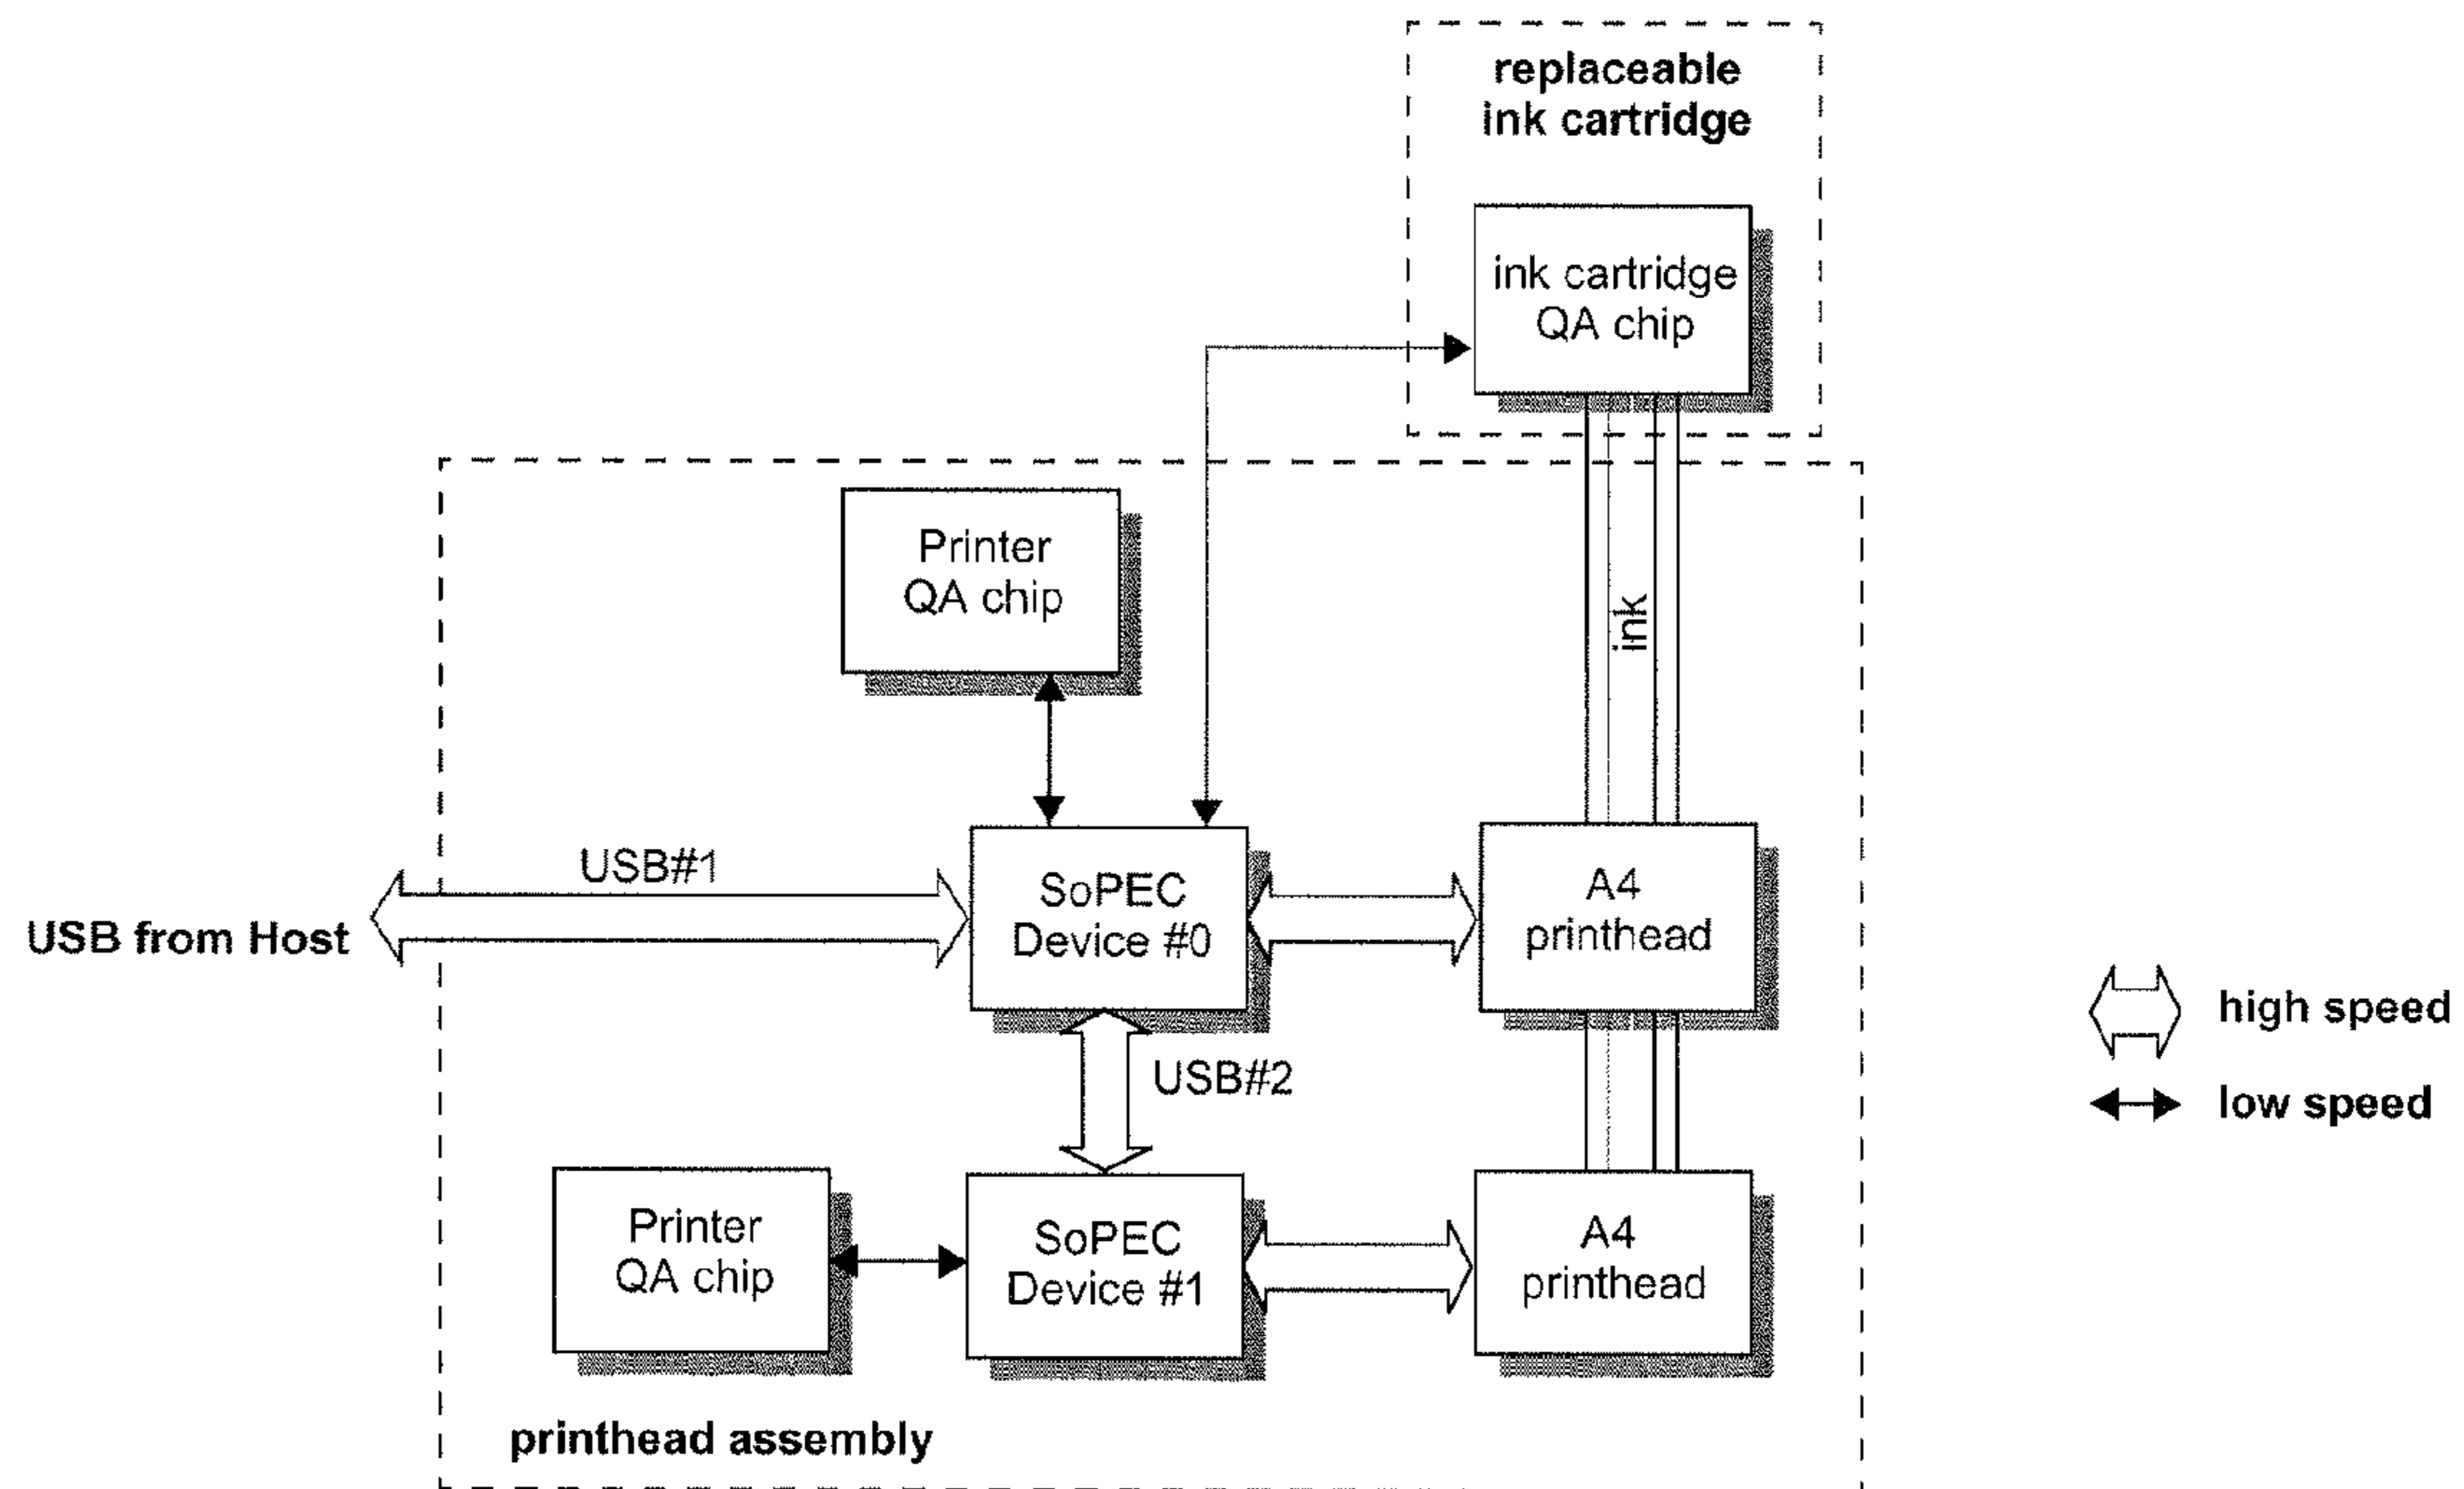 replaceable
ink cartridge
ink cartridge
QA chip
Printer
QA chip
ink
USB#1
USB from Host
SoPEC
Device #0
A4
printhead
high speed
USB#2
low speed
Printer
QA chip
SoPEC
Device #1
A4
printhead
printhead assembly